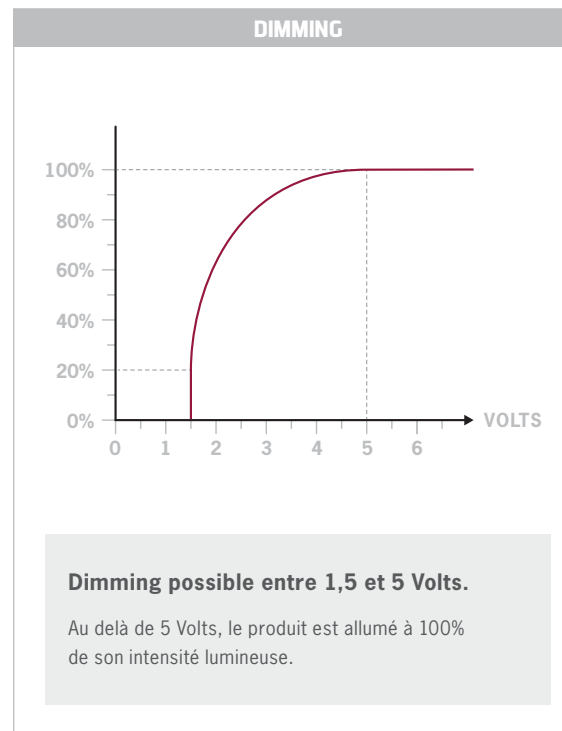 DIMMING
100%
80%
60%
40%
20%
0%
0 1 2 3 4 5 6
VOLTS
Dimming possible entre 1,5 et 5 Volts.
Au delà de 5 Volts, le produit est allumé à 100%
de son intensité lumineuse.